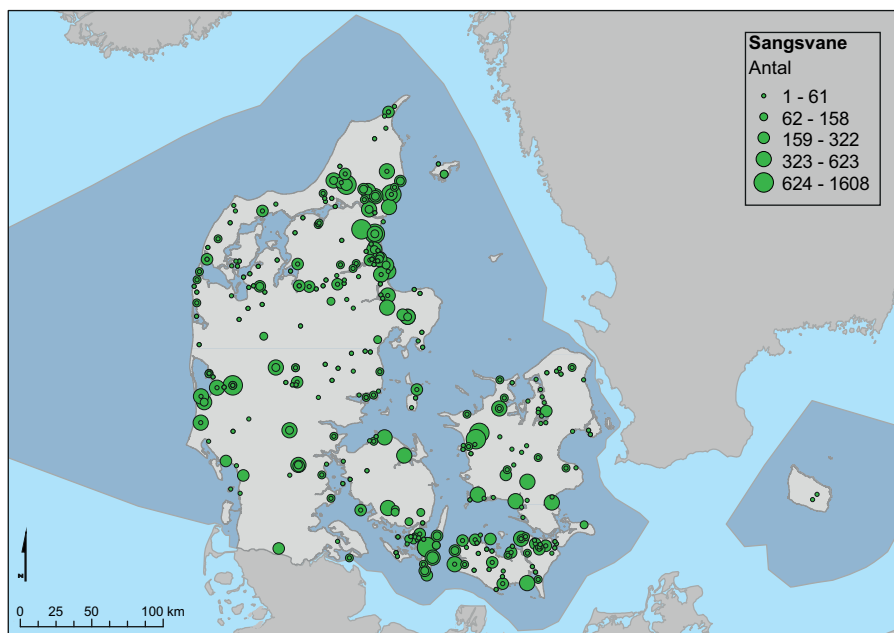 Sangsvane
Antal
1 - 61
62 - 158
159 - 322
323 - 623
624 - 1608
N
0 25 50 100 km